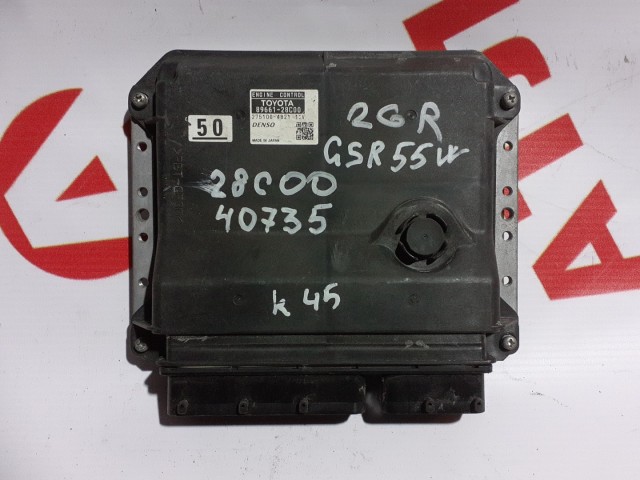 ENGINE CONTROL
TOYOTA
89661-28C00
DENSO
MADE IN JAPAN
50
2GR
GSR55W
28C00
40735
k 45